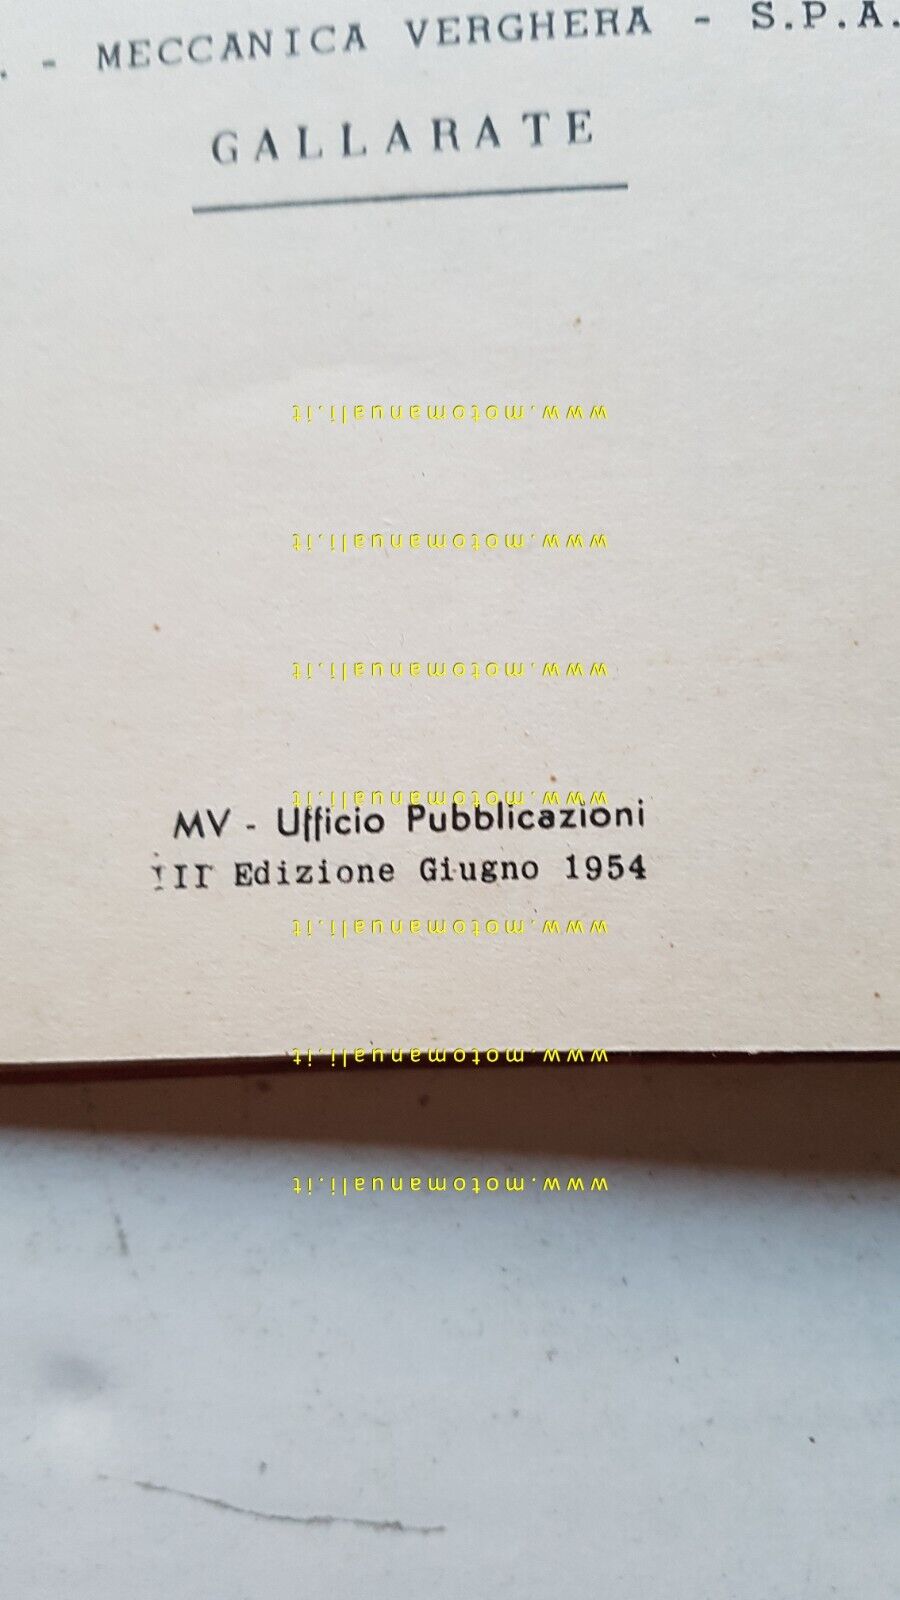 . - MECCANICA VERGHERA - S.P.A.
GALLARATE
www.motomanuali.it
www.motomanuali.it
www.motomanuali.it
www.motomanuali.it
MV - Ufficio Pubblicazioni
III Edizione Giugno 1954
www.motomanuali.it
www.motomanuali.it
www.motomanuali.it